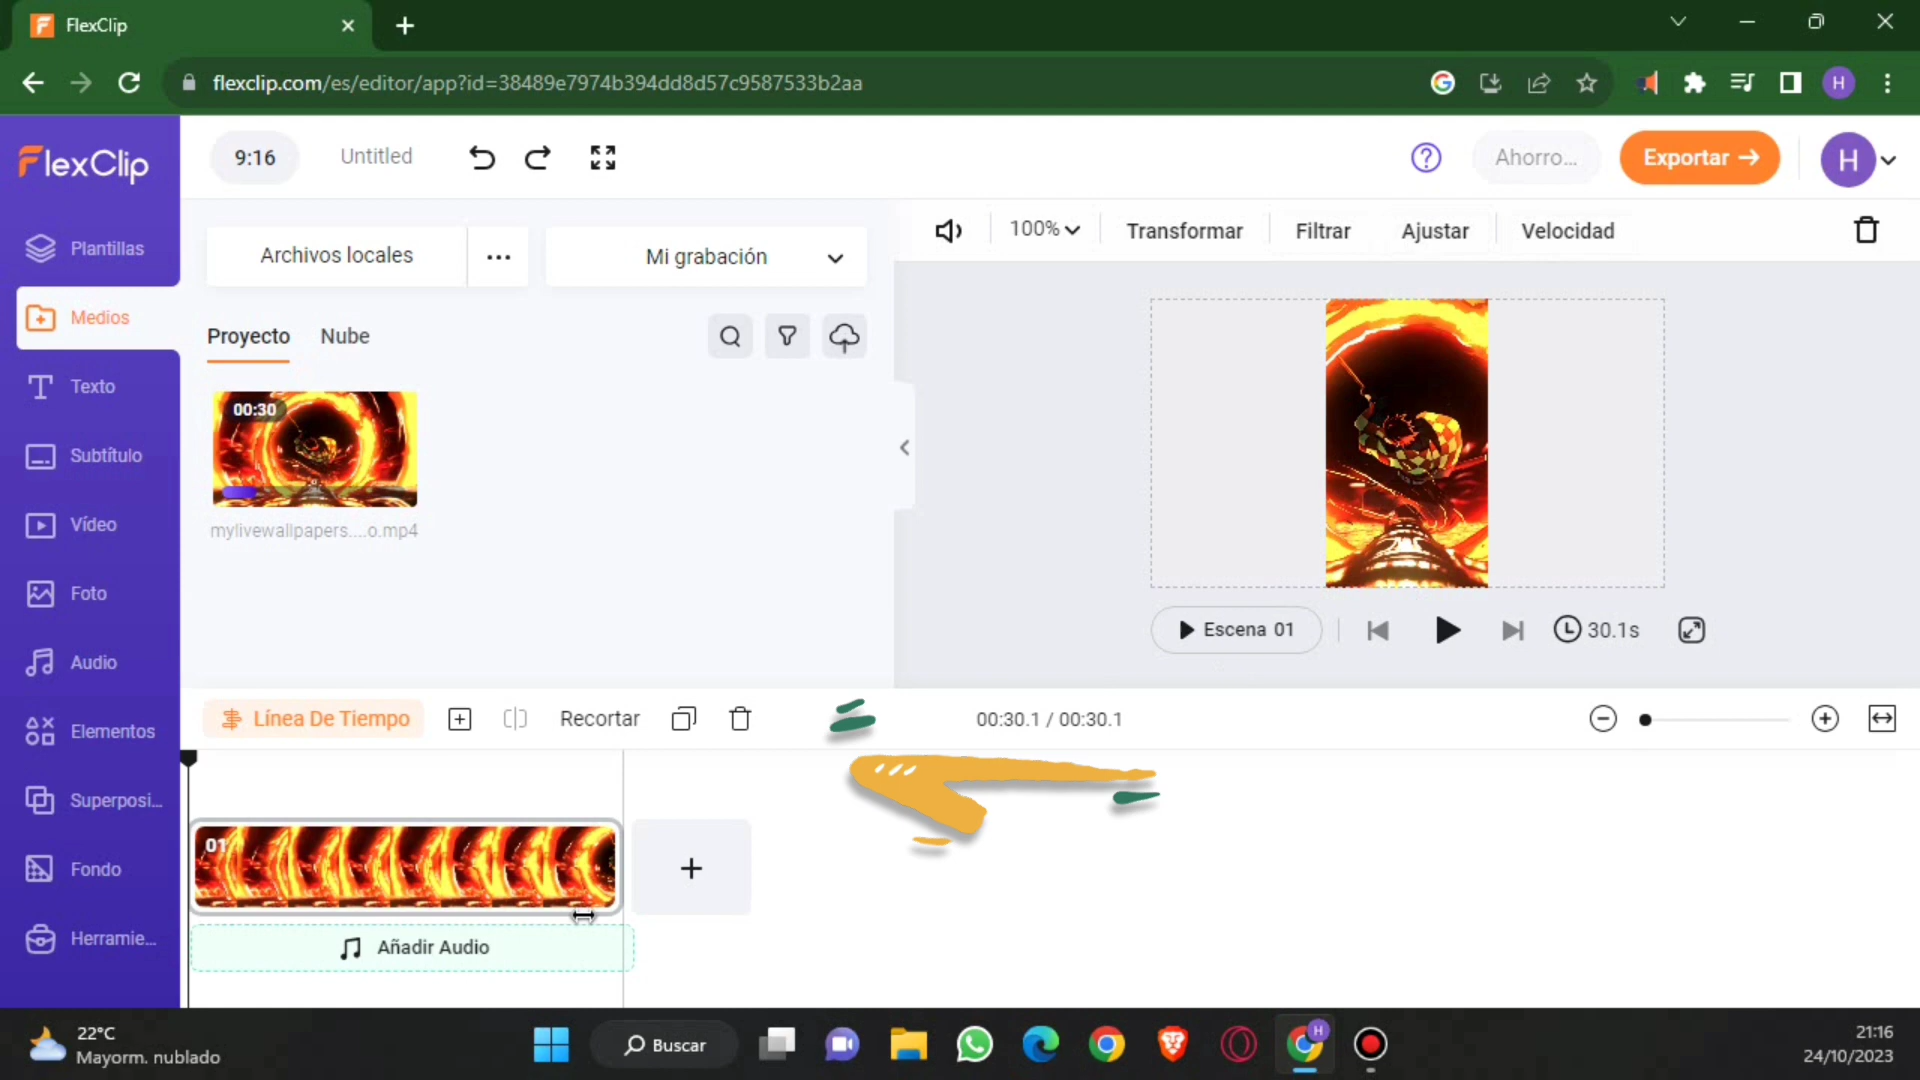 FlexClip
flexclip.com/es/editor/app?id=38489e7974b394dd8d57c9587533b2aa
H
FlexClip
9:16
Untitled
Ahorro...
Exportar →
H
Plantillas
Medios
Texto
Subtítulo
Vídeo
Foto
Audio
Elementos
Superposi...
Fondo
Herramie...
Archivos locales
...
Mi grabación
Proyecto
Nube
00:30
mylivewallpapers....o.mp4
100%
Transformar
Filtrar
Ajustar
Velocidad
Escena 01
30.1s
Línea De Tiempo
Recortar
00:30.1 / 00:30.1
01
+
Añadir Audio
22°C
Mayorm. nublado
Buscar
H
21:16
24/10/2023